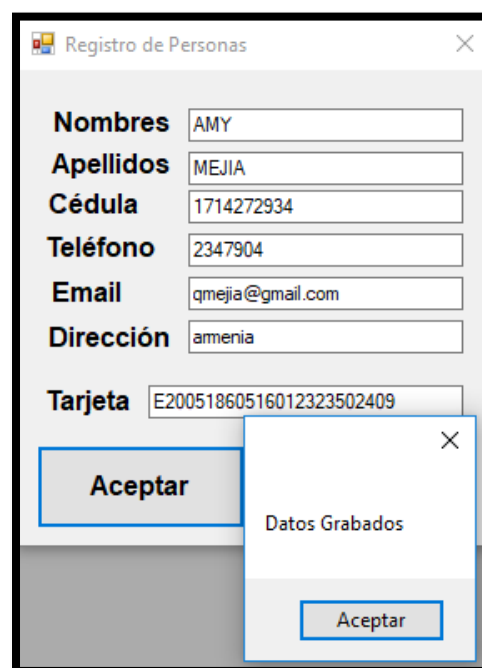 Registro de Personas
Nombres AMY
Apellidos MEJIA
Cédula 1714272934
Teléfono 2347904
Email qmejia@gmail.com
Dirección armenia
Tarjeta E20051860516012323502409
Aceptar
Datos Grabados
Aceptar